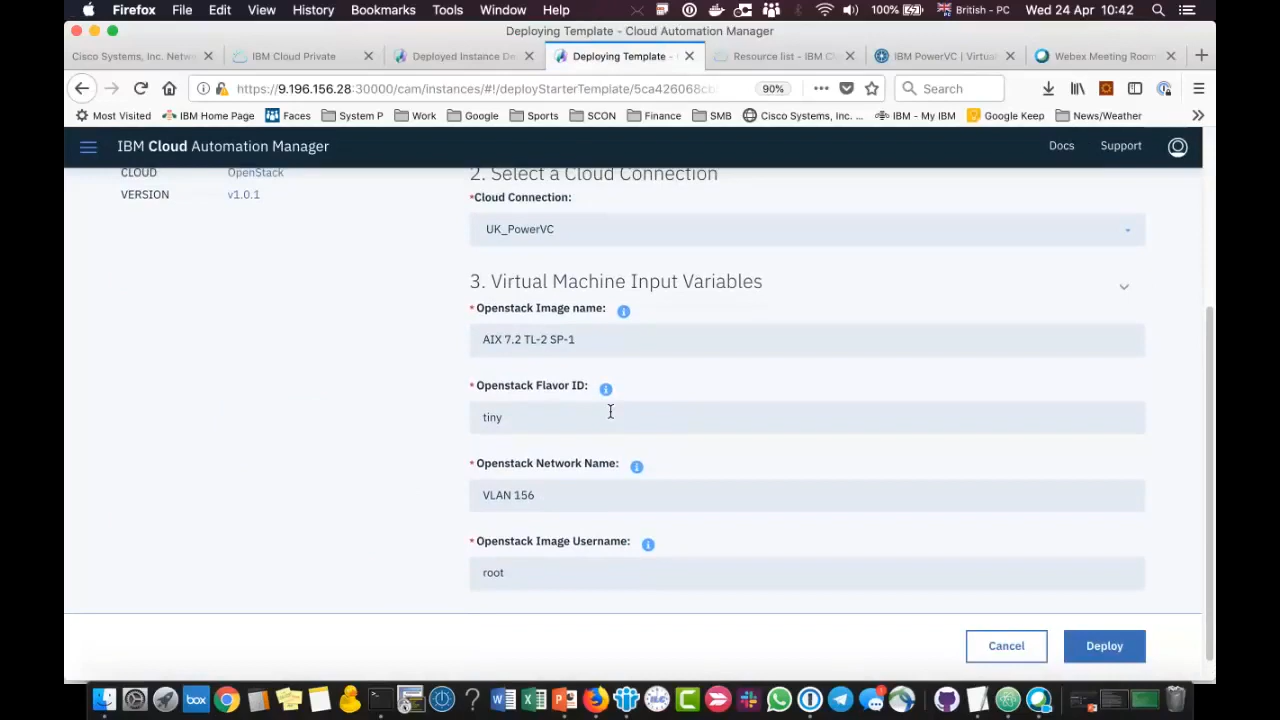 Firefox File Edit View History Bookmarks Tools Window Help 100% British - PC Wed 24 Apr 10:42
Deploying Template - Cloud Automation Manager
Cisco Systems, Inc. Netw
IBM Cloud Private
Deployed Instance De
Deploying Template -
Resource list - IBM Cl
IBM PowerVC | Virtual
Webex Meeting Room
https://9.196.156.28:30000/cam/instances/#!/deployStarterTemplate/5ca426068cb
90%
Search
Most Visited IBM Home Page Faces System P Work Google Sports SCON Finance SMB Cisco Systems, Inc. ... IBM - My IBM Google Keep News/Weather
IBM Cloud Automation Manager
Docs Support
CLOUD OpenStack
VERSION v1.0.1
2. Select a Cloud Connection
*Cloud Connection:
UK_PowerVC
3. Virtual Machine Input Variables
* Openstack Image name:
AIX 7.2 TL-2 SP-1
* Openstack Flavor ID:
tiny
* Openstack Network Name:
VLAN 156
* Openstack Image Username:
root
Cancel Deploy
box